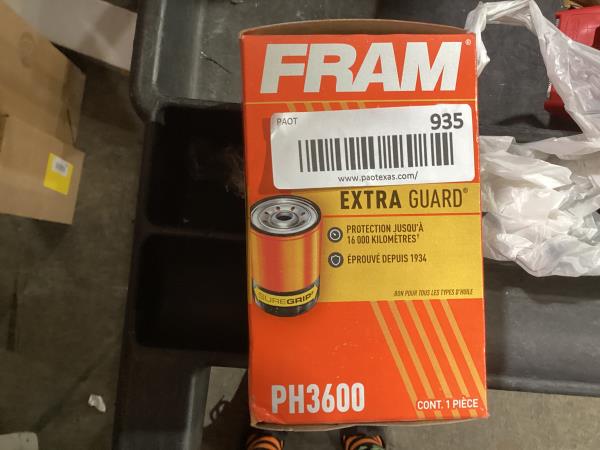 FRAM®
PAOT
935
www.paotexas.com/
EXTRA GUARD®
PROTECTION JUSQU'À
16 000 KILOMÈTRES†
ÉPROUVÉ DEPUIS 1934
SUREGRIP®
BON POUR TOUS LES TYPES D'HUILE
PH3600
CONT. 1 PIÈCE